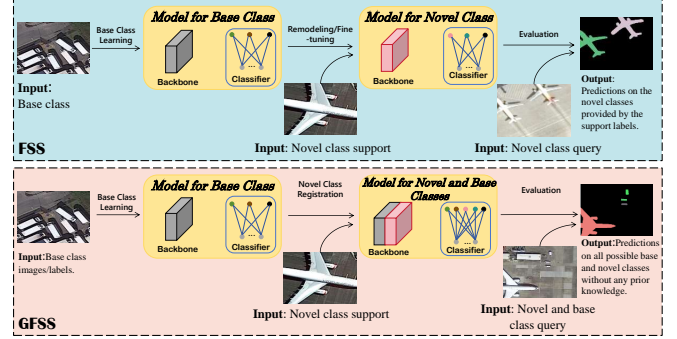 Base Class
Learning
Model for Base Class
Backbone
...
Classifier
Remodeling/Fine
-tuning
Model for Novel Class
Backbone
...
Classifier
Evaluation
Input:
Base class
Input: Novel class support
Input: Novel class query
Output:
Predictions on the
novel classes
provided by the
support labels.
FSS
Base Class
Learning
Model for Base Class
Backbone
...
Classifier
Novel Class
Registration
Model for Novel and Base
Classes
Backbone
...
Classifier
Evaluation
Input:Base class
images/labels.
Input: Novel class support
Input: Novel and base
class query
Output:Predictions
on all possible base
and novel classes
without any prior
knowledge.
GFSS